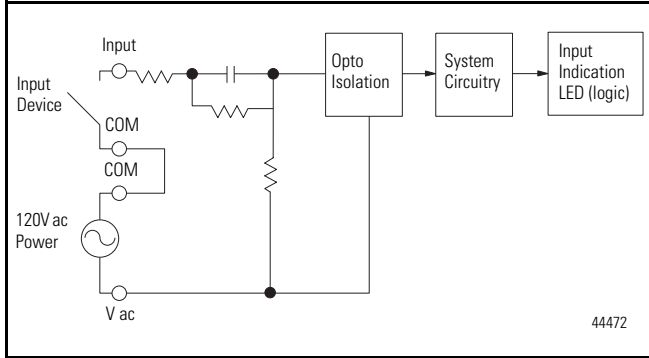 Input
Input
Device
COM
COM
120V ac
Power
V ac
Opto
Isolation
System
Circuitry
Input
Indication
LED (logic)
44472